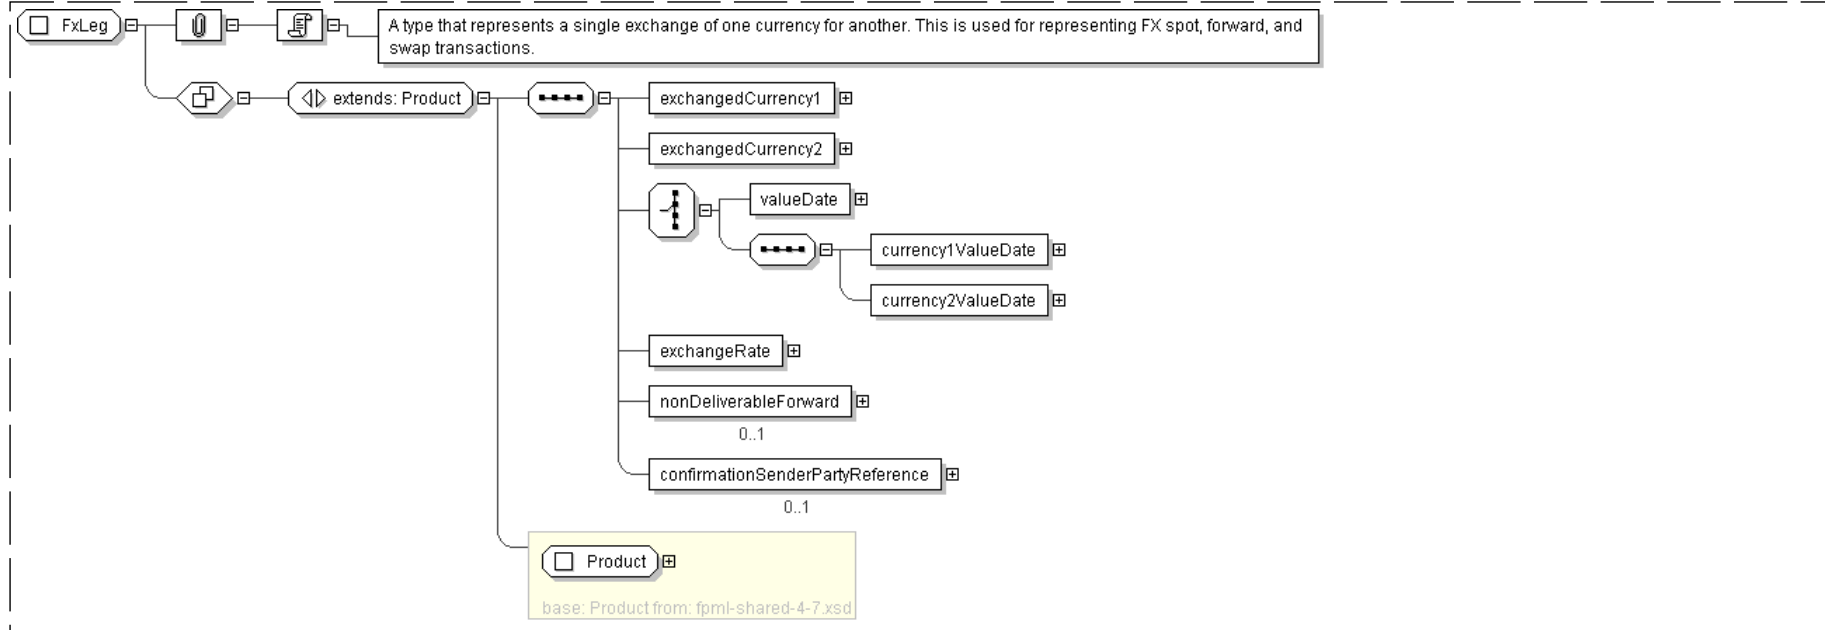 FxLeg
A type that represents a single exchange of one currency for another. This is used for representing FX spot, forward, and
swap transactions.
extends: Product
exchangedCurrency1
exchangedCurrency2
valueDate
currency1ValueDate
currency2ValueDate
exchangeRate
nonDeliverableForward
0..1
confirmationSenderPartyReference
0..1
Product
base: Product from: fpml-shared-4-7.xsd